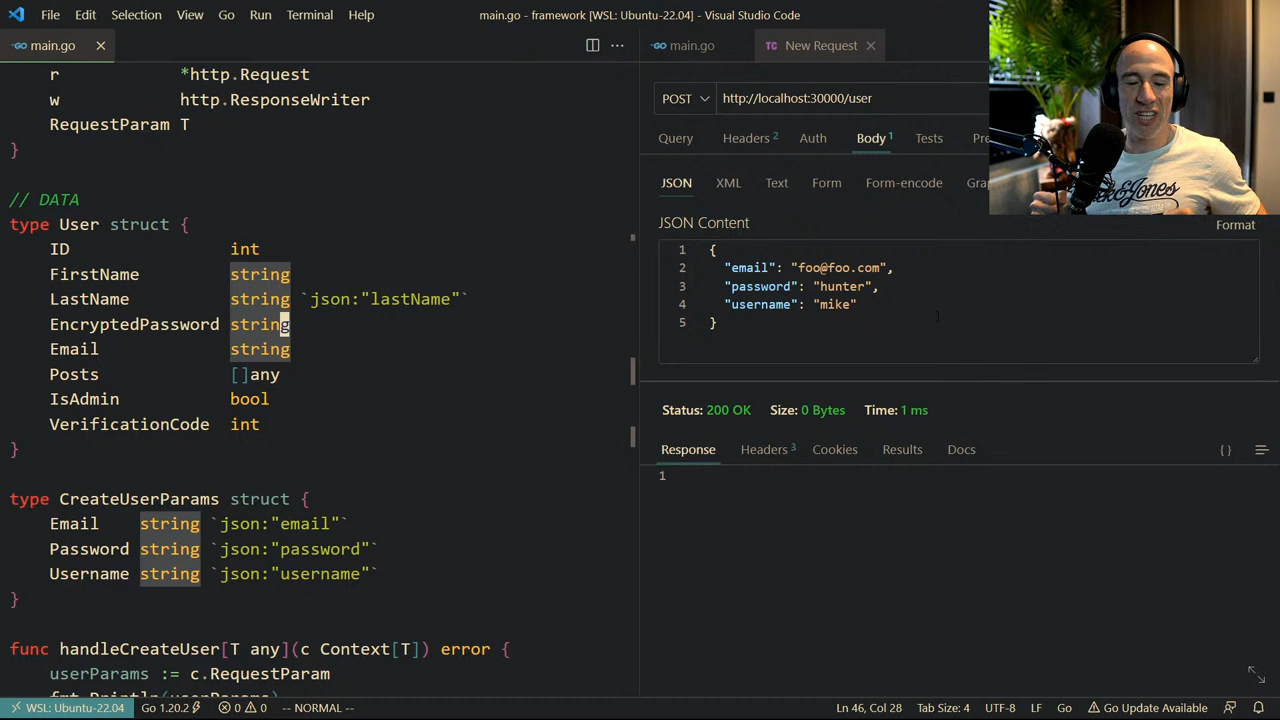 File Edit Selection View Go Run Terminal Help main.go - framework [WSL: Ubuntu-22.04] - Visual Studio Code
main.go
r *http.Request
w http.ResponseWriter
RequestParam T
}
// DATA
type User struct {
ID int
FirstName string
LastName string `json:"lastName"`
EncryptedPassword string
Email string
Posts []any
IsAdmin bool
VerificationCode int
}
type CreateUserParams struct {
Email string `json:"email"`
Password string `json:"password"`
Username string `json:"username"`
}
func handleCreateUser[T any](c Context[T]) error {
userParams := c.RequestParam
fmt.Println(userParams)
main.go TC New Request
POST http://localhost:30000/user
Query Headers 2 Auth Body 1 Tests Pre
JSON XML Text Form Form-encode Gra
JSON Content Format
1 {
2 "email": "foo@foo.com",
3 "password": "hunter",
4 "username": "mike"
5 }
Status: 200 OK Size: 0 Bytes Time: 1 ms
Response Headers 3 Cookies Results Docs { }
1
WSL: Ubuntu-22.04 Go 1.20.2 0 0 -- NORMAL -- Ln 46, Col 28 Tab Size: 4 UTF-8 LF Go Go Update Available